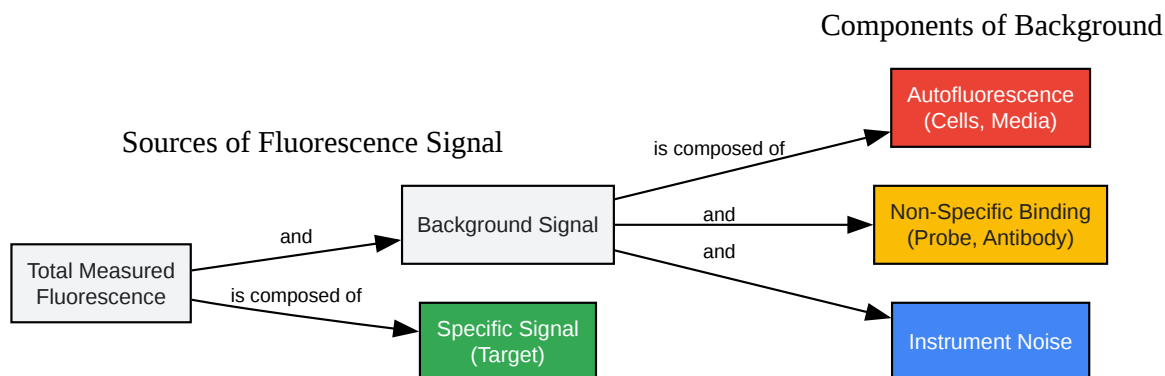 Components of Background
Sources of Fluorescence Signal
Total Measured
Fluorescence
and
is composed of
Background Signal
Specific Signal
(Target)
is composed of
and
and
Autofluorescence
(Cells, Media)
Non-Specific Binding
(Probe, Antibody)
Instrument Noise